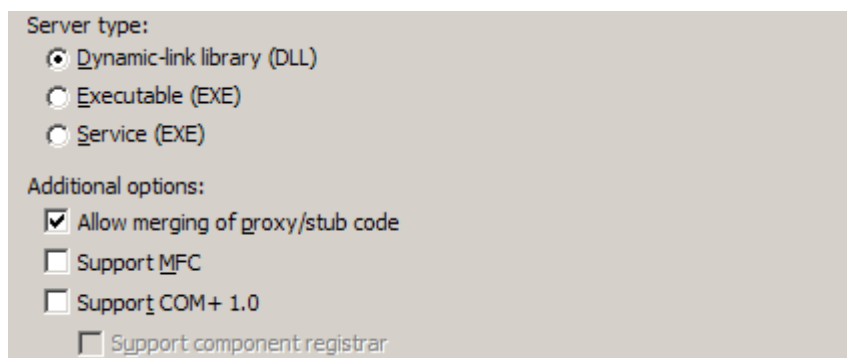 Server type:
Dynamic-link library (DLL)
Executable (EXE)
Service (EXE)
Additional options:
Allow merging of proxy/stub code
Support MFC
Support COM+ 1.0
Support component registrar